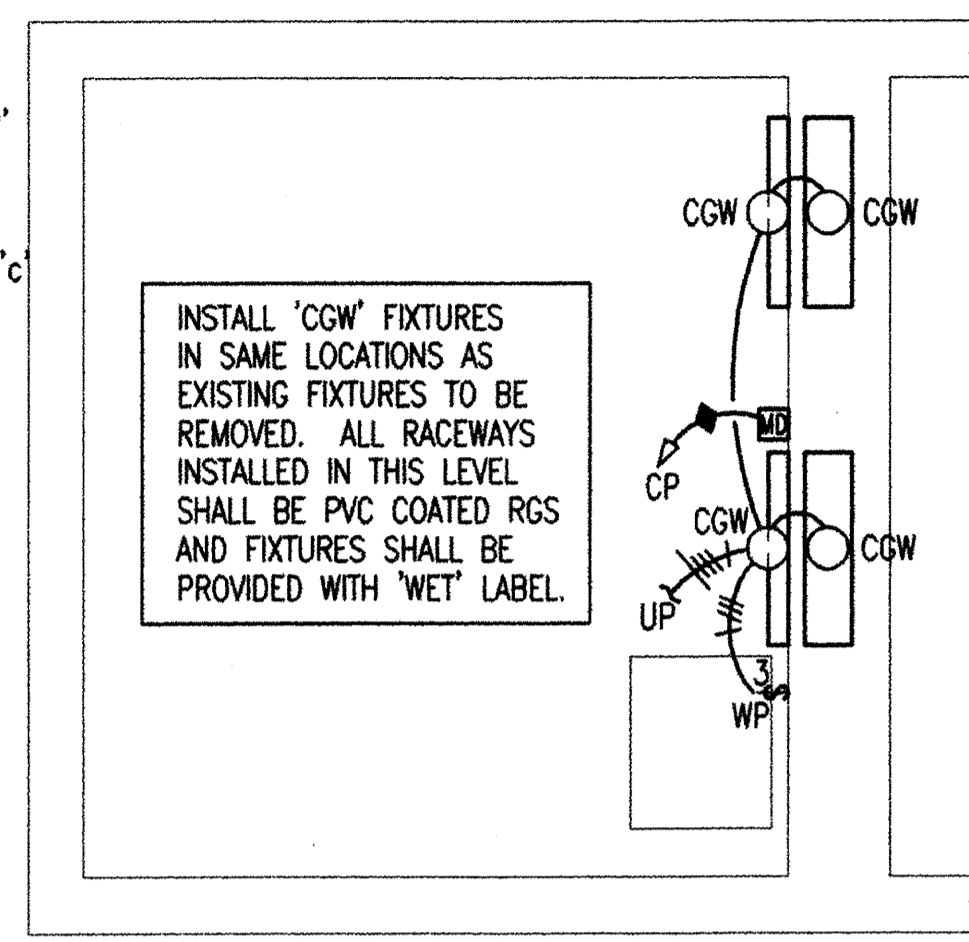 'c'
CGW CGW
INSTALL 'CGW' FIXTURES
IN SAME LOCATIONS AS
EXISTING FIXTURES TO BE
REMOVED. ALL RACEWAYS
INSTALLED IN THIS LEVEL
SHALL BE PVC COATED RGS
AND FIXTURES SHALL BE
PROVIDED WITH 'WET' LABEL.
MD
CP
CGW
CGW
UP
3
S
WP